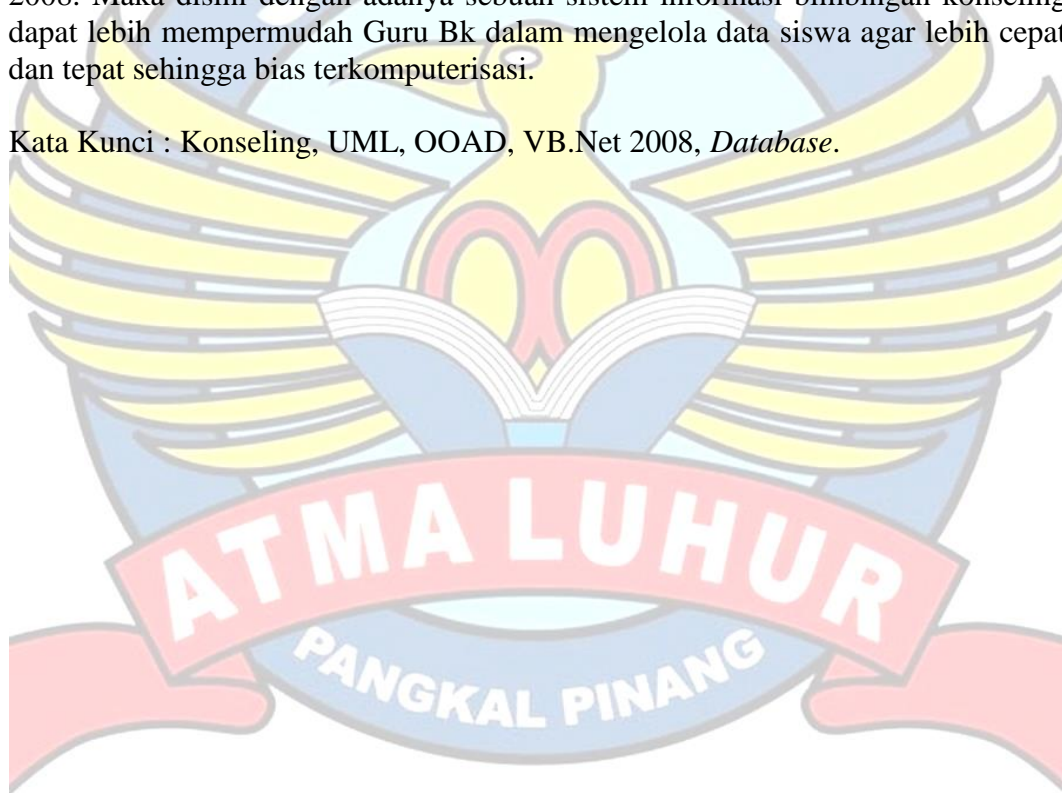 2008. Maka disini dengan adanya sebuah sistem informasi bimbingan konseling
dapat lebih mempermudah Guru Bk dalam mengelola data siswa agar lebih cepat
dan tepat sehingga bias terkomputerisasi.
Kata Kunci : Konseling, UML, OOAD, VB.Net 2008, Database.
ATMA LUHUR
PANGKAL PINANG